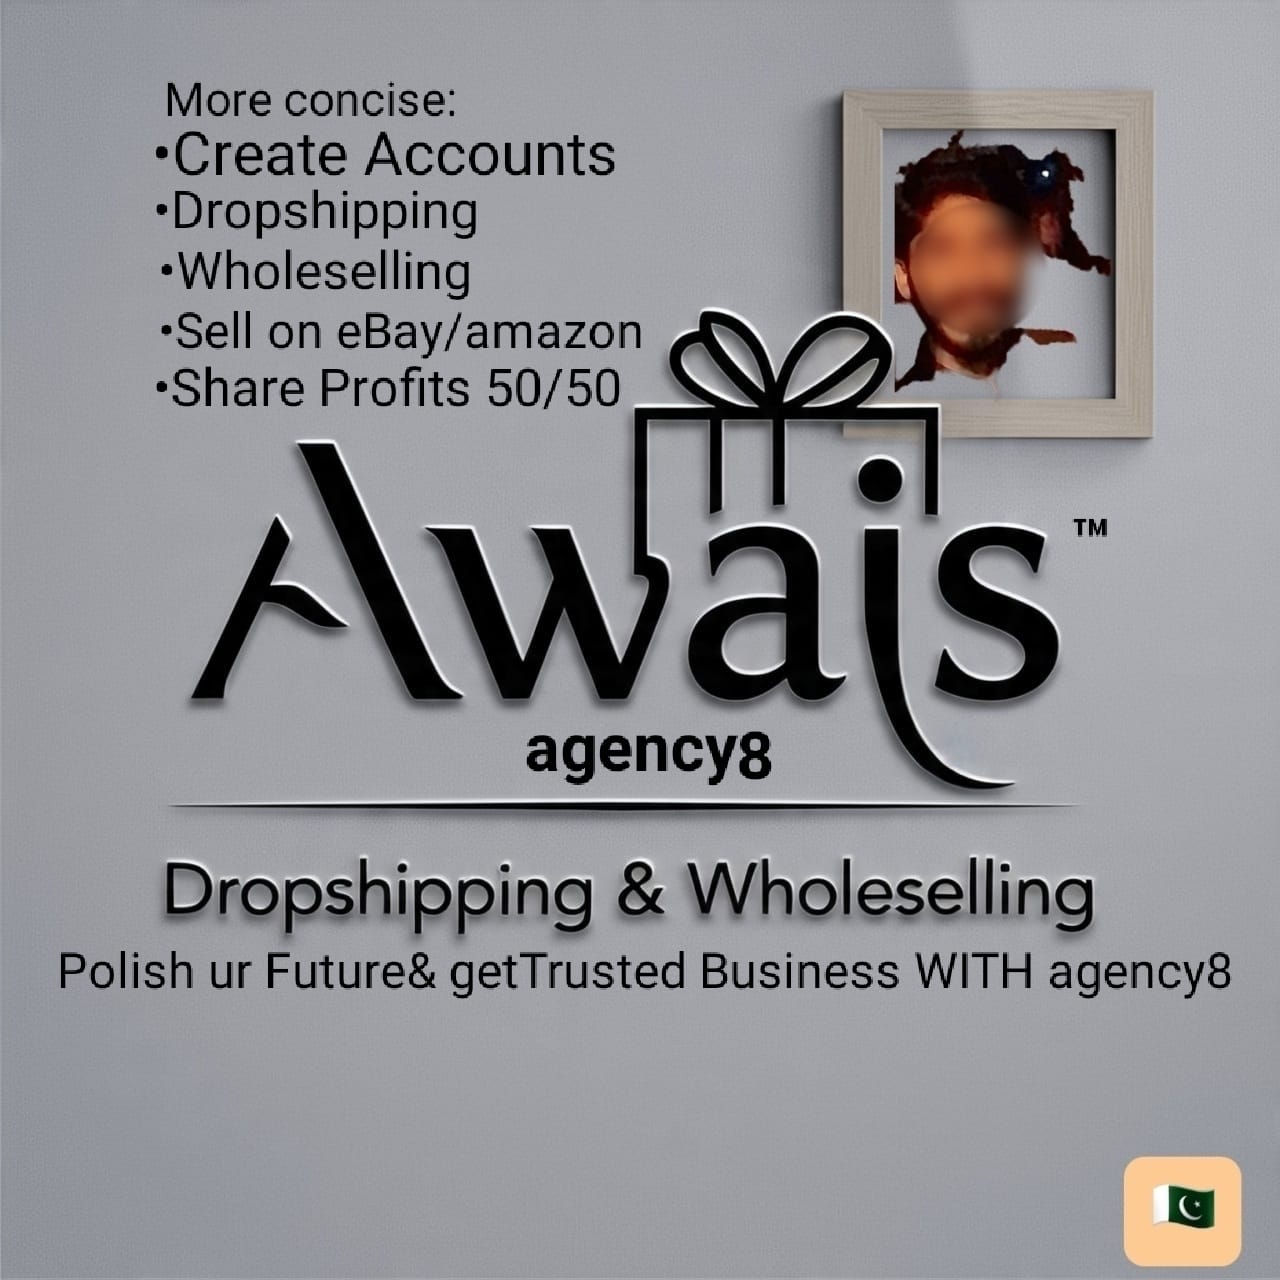 More concise:
•Create Accounts
•Dropshipping
•Wholeselling
•Sell on eBay/amazon
•Share Profits 50/50
Awais ™
agency8
Dropshipping & Wholeselling
Polish ur Future& getTrusted Business WITH agency8